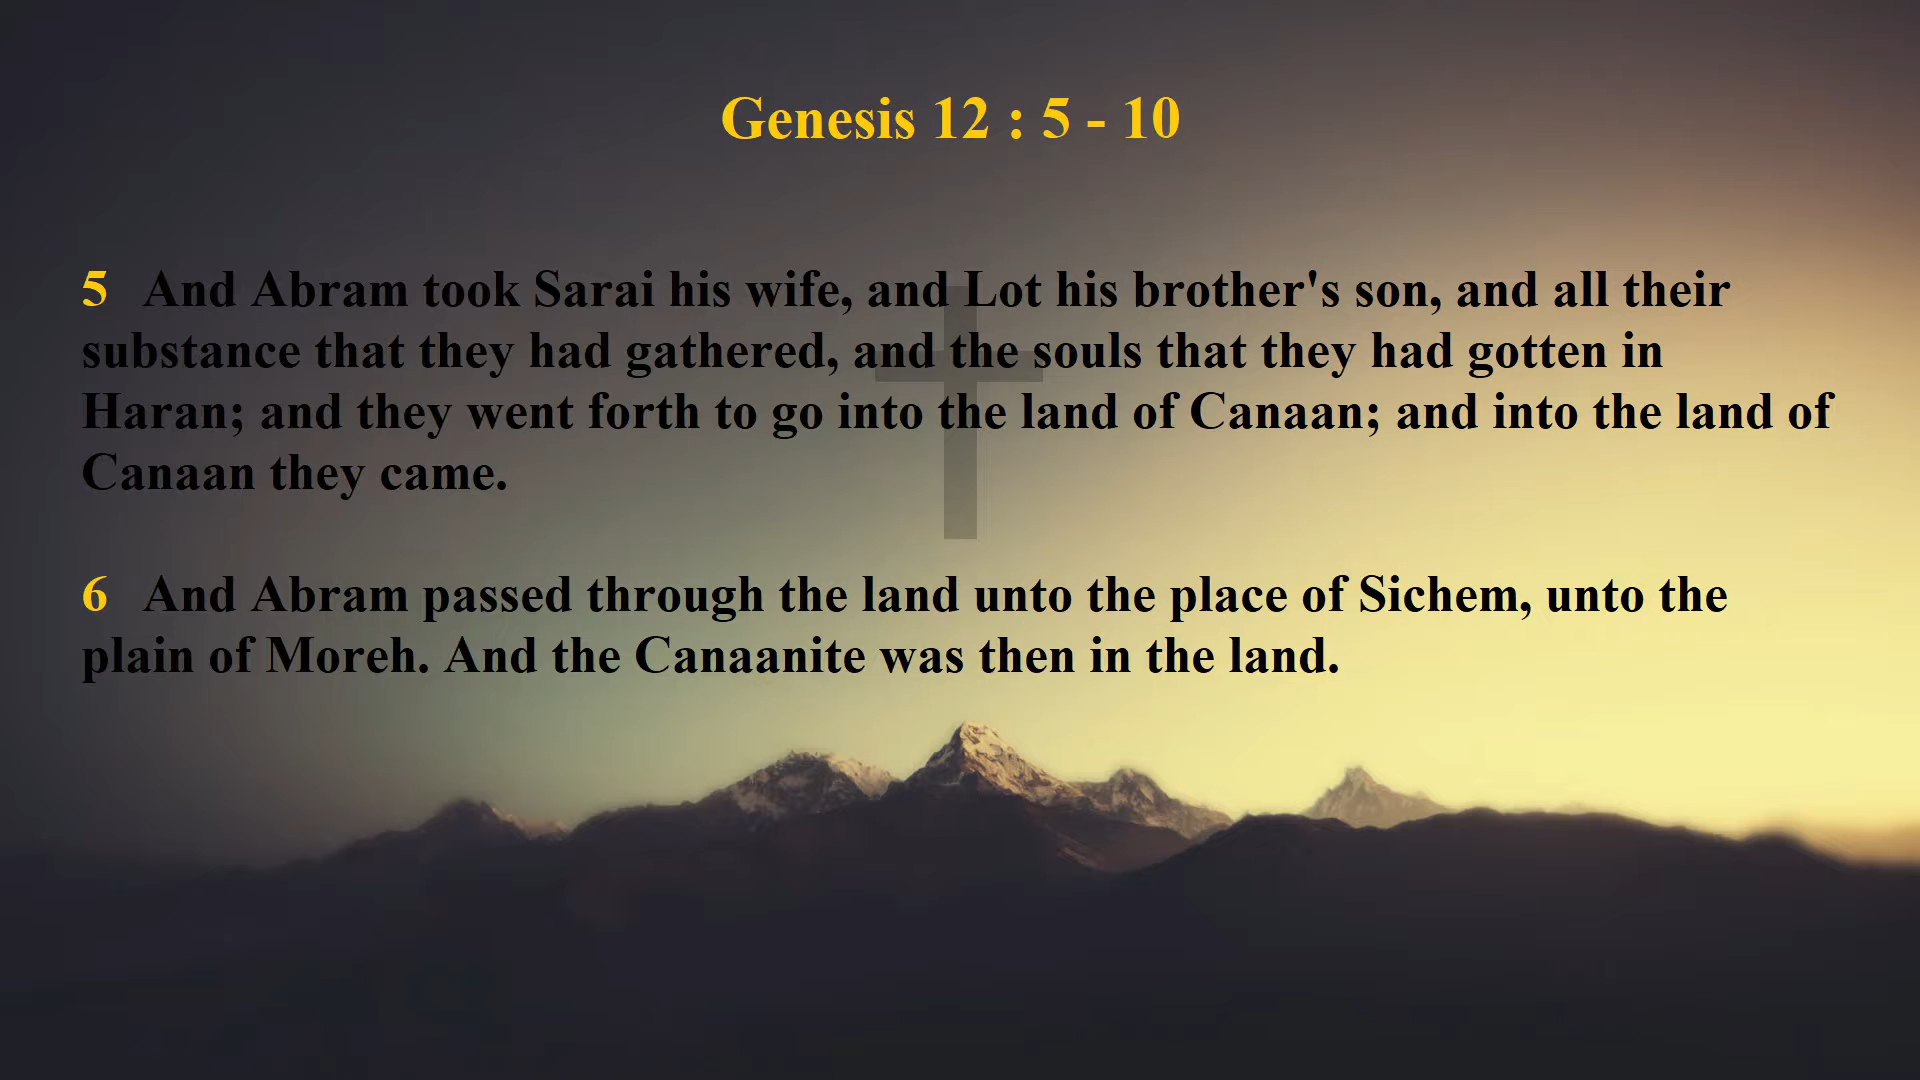 Genesis 12 : 5 - 10
5 And Abram took Sarai his wife, and Lot his brother's son, and all their
substance that they had gathered, and the souls that they had gotten in
Haran; and they went forth to go into the land of Canaan; and into the land of
Canaan they came.
6 And Abram passed through the land unto the place of Sichem, unto the
plain of Moreh. And the Canaanite was then in the land.